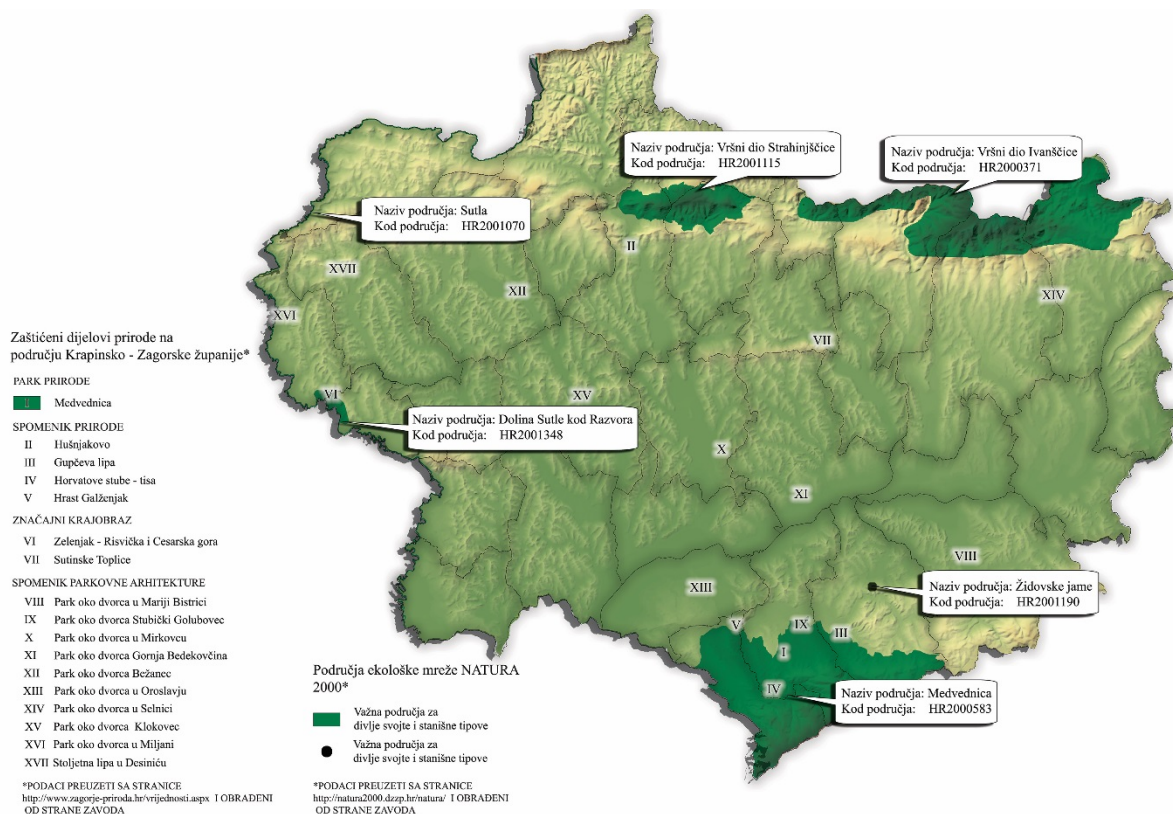 Naziv područja: Vršni dio Strahinjščice
Kod područja: HR2001115
Naziv područja: Vršni dio Ivanščice
Kod područja: HR2000371
Naziv područja: Sutla
Kod područja: HR2001070
II
XVII
XII
XIV
XVI
VII
Zaštićeni dijelovi prirode na
području Krapinsko - Zagorske županije*
PARK PRIRODE
I Medvednica
SPOMENIK PRIRODE
II Hušnjakovo
III Gupčeva lipa
IV Horvatove stube - tisa
V Hrast Galženjak
ZNAČAJNI KRAJOBRAZ
VI Zelenjak - Risvička i Cesarska gora
VII Sutinske Toplice
SPOMENIK PARKOVNE ARHITEKTURE
VIII Park oko dvorca u Mariji Bistrici
IX Park oko dvorca Stubički Golubovec
X Park oko dvorca u Mirkovcu
XI Park oko dvorca Gornja Bedekovčina
XII Park oko dvorca Bežanec
XIII Park oko dvorca u Oroslavju
XIV Park oko dvorca u Selnici
XV Park oko dvorca Klokovec
XVI Park oko dvorca u Miljani
XVII Stoljetna lipa u Desiniću
*PODACI PREUZETI SA STRANICE
http://www.zagorje-priroda.hr/vrijednosti.aspx I OBRAĐENI
OD STRANE ZAVODA
VI
XV
Naziv područja: Dolina Sutle kod Razvora
Kod područja: HR2001348
X
XI
VIII
XIII
Naziv područja: Židovske jame
Kod područja: HR2001190
V
IX
III
I
IV
Naziv područja: Medvednica
Kod područja: HR2000583
Područja ekološke mreže NATURA
2000*
Važna područja za
divlje svojte i stanišne tipove
Važna područja za
divlje svojte i stanišne tipove
*PODACI PREUZETI SA STRANICE
http://natura2000.dzzp.hr/natura/ I OBRAĐENI
OD STRANE ZAVODA